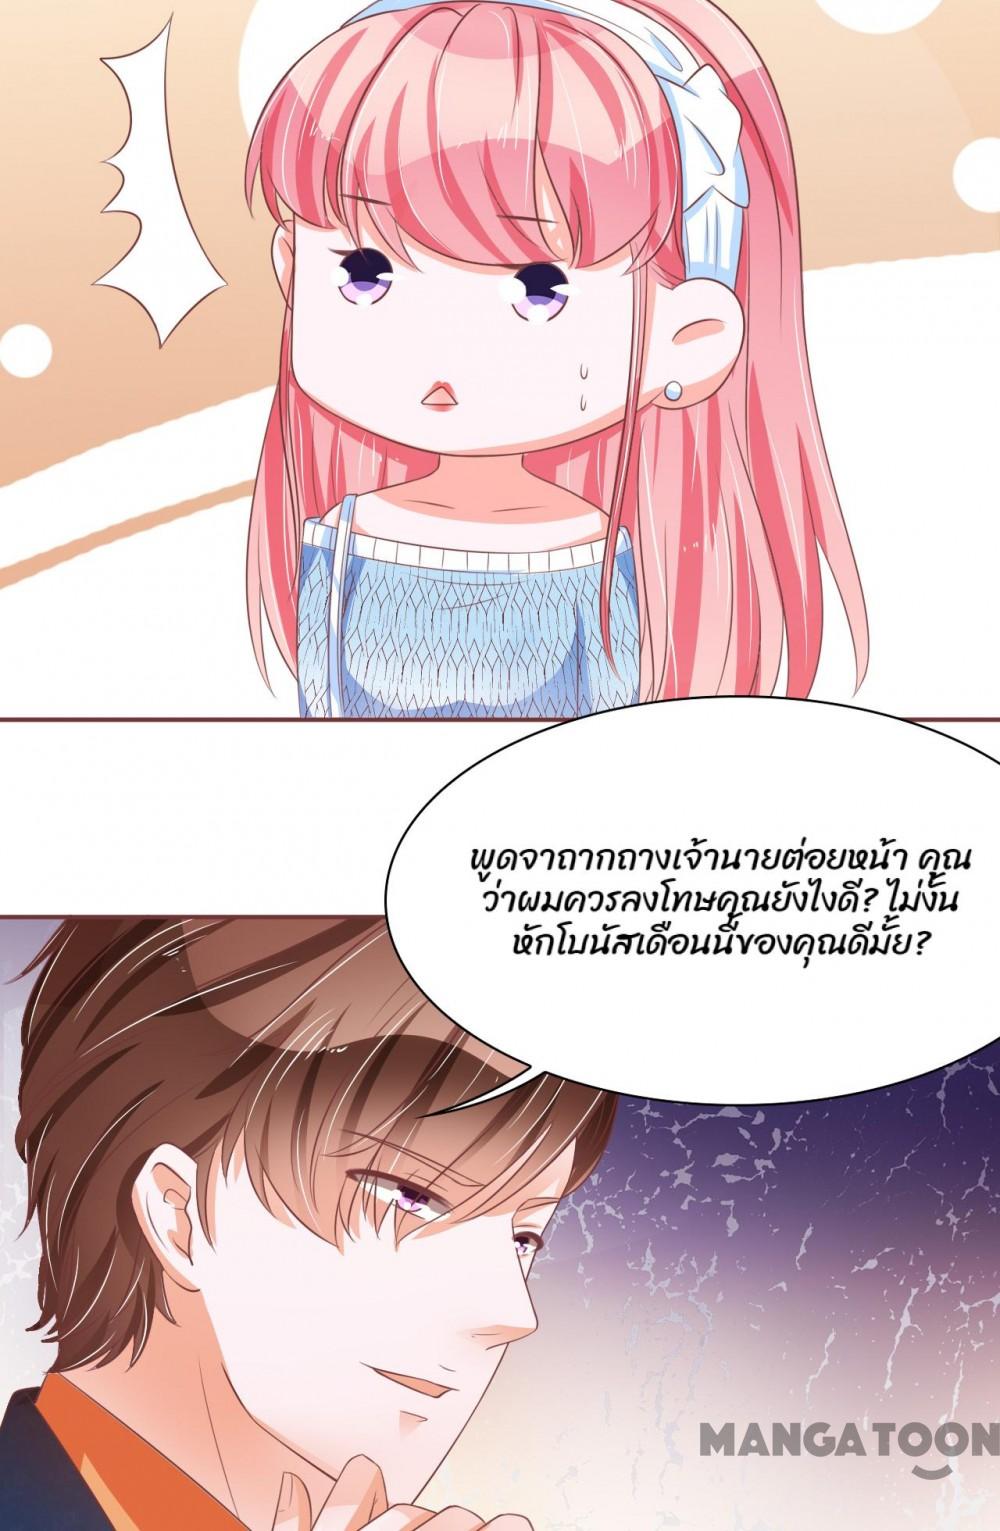 พูดจาถากถางเจ้านายต่อยหน้า คุณ
ว่าผมควรลงโทษคุณยังไงดี? ไม่งั้น
หักโบนัสเดือนนี้ของคุณดีมั้ย?
MANGATOON